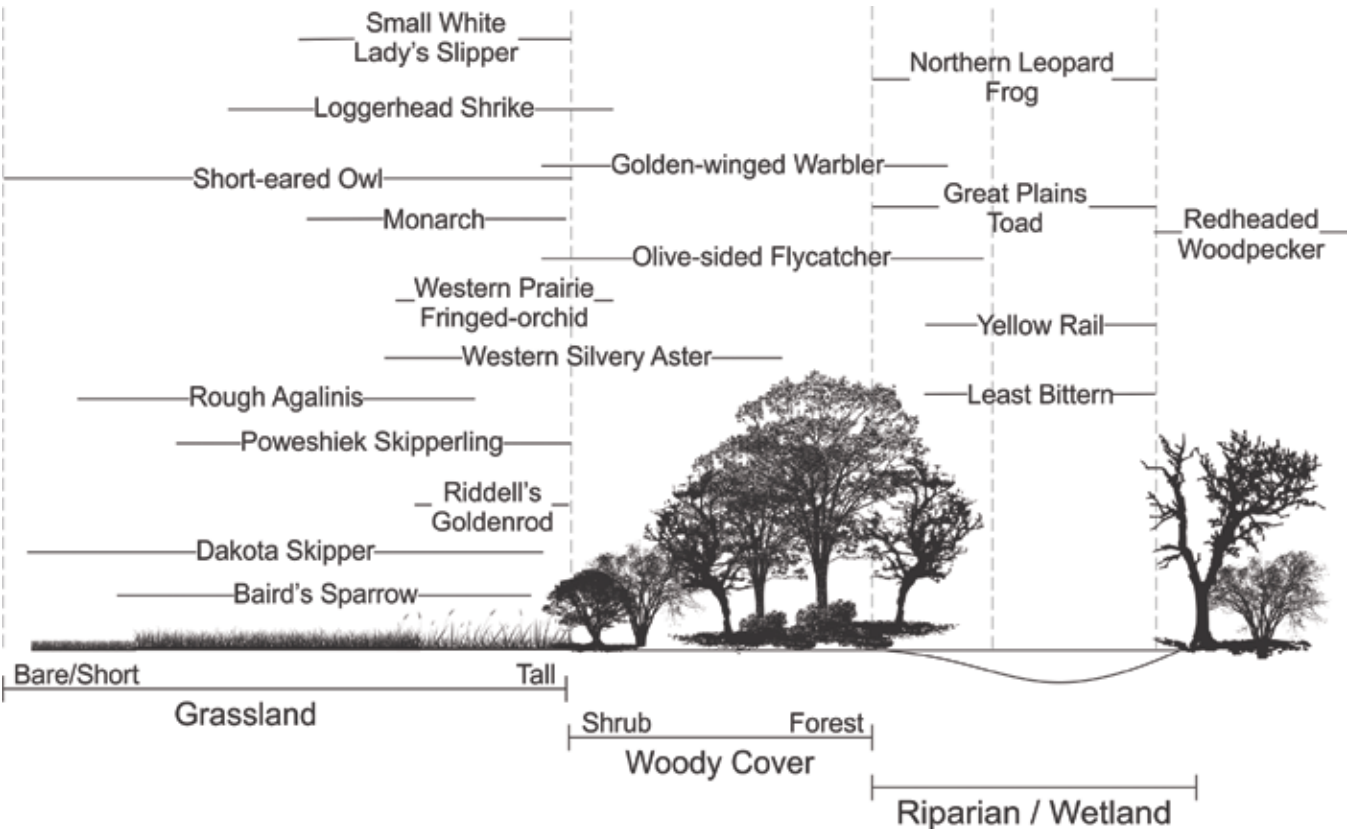 Small White
Lady's Slipper
Northern Leopard
Frog
Loggerhead Shrike
Golden-winged Warbler
Short-eared Owl
Great Plains
Toad
Monarch
Redheaded
Woodpecker
Olive-sided Flycatcher
Western Prairie
Fringed-orchid
Yellow Rail
Western Silvery Aster
Rough Agalinis
Least Bittern
Poweshiek Skipperling
Riddell's
Goldenrod
Dakota Skipper
Baird's Sparrow
Bare/Short
Tall
Grassland
Shrub
Forest
Woody Cover
Riparian / Wetland